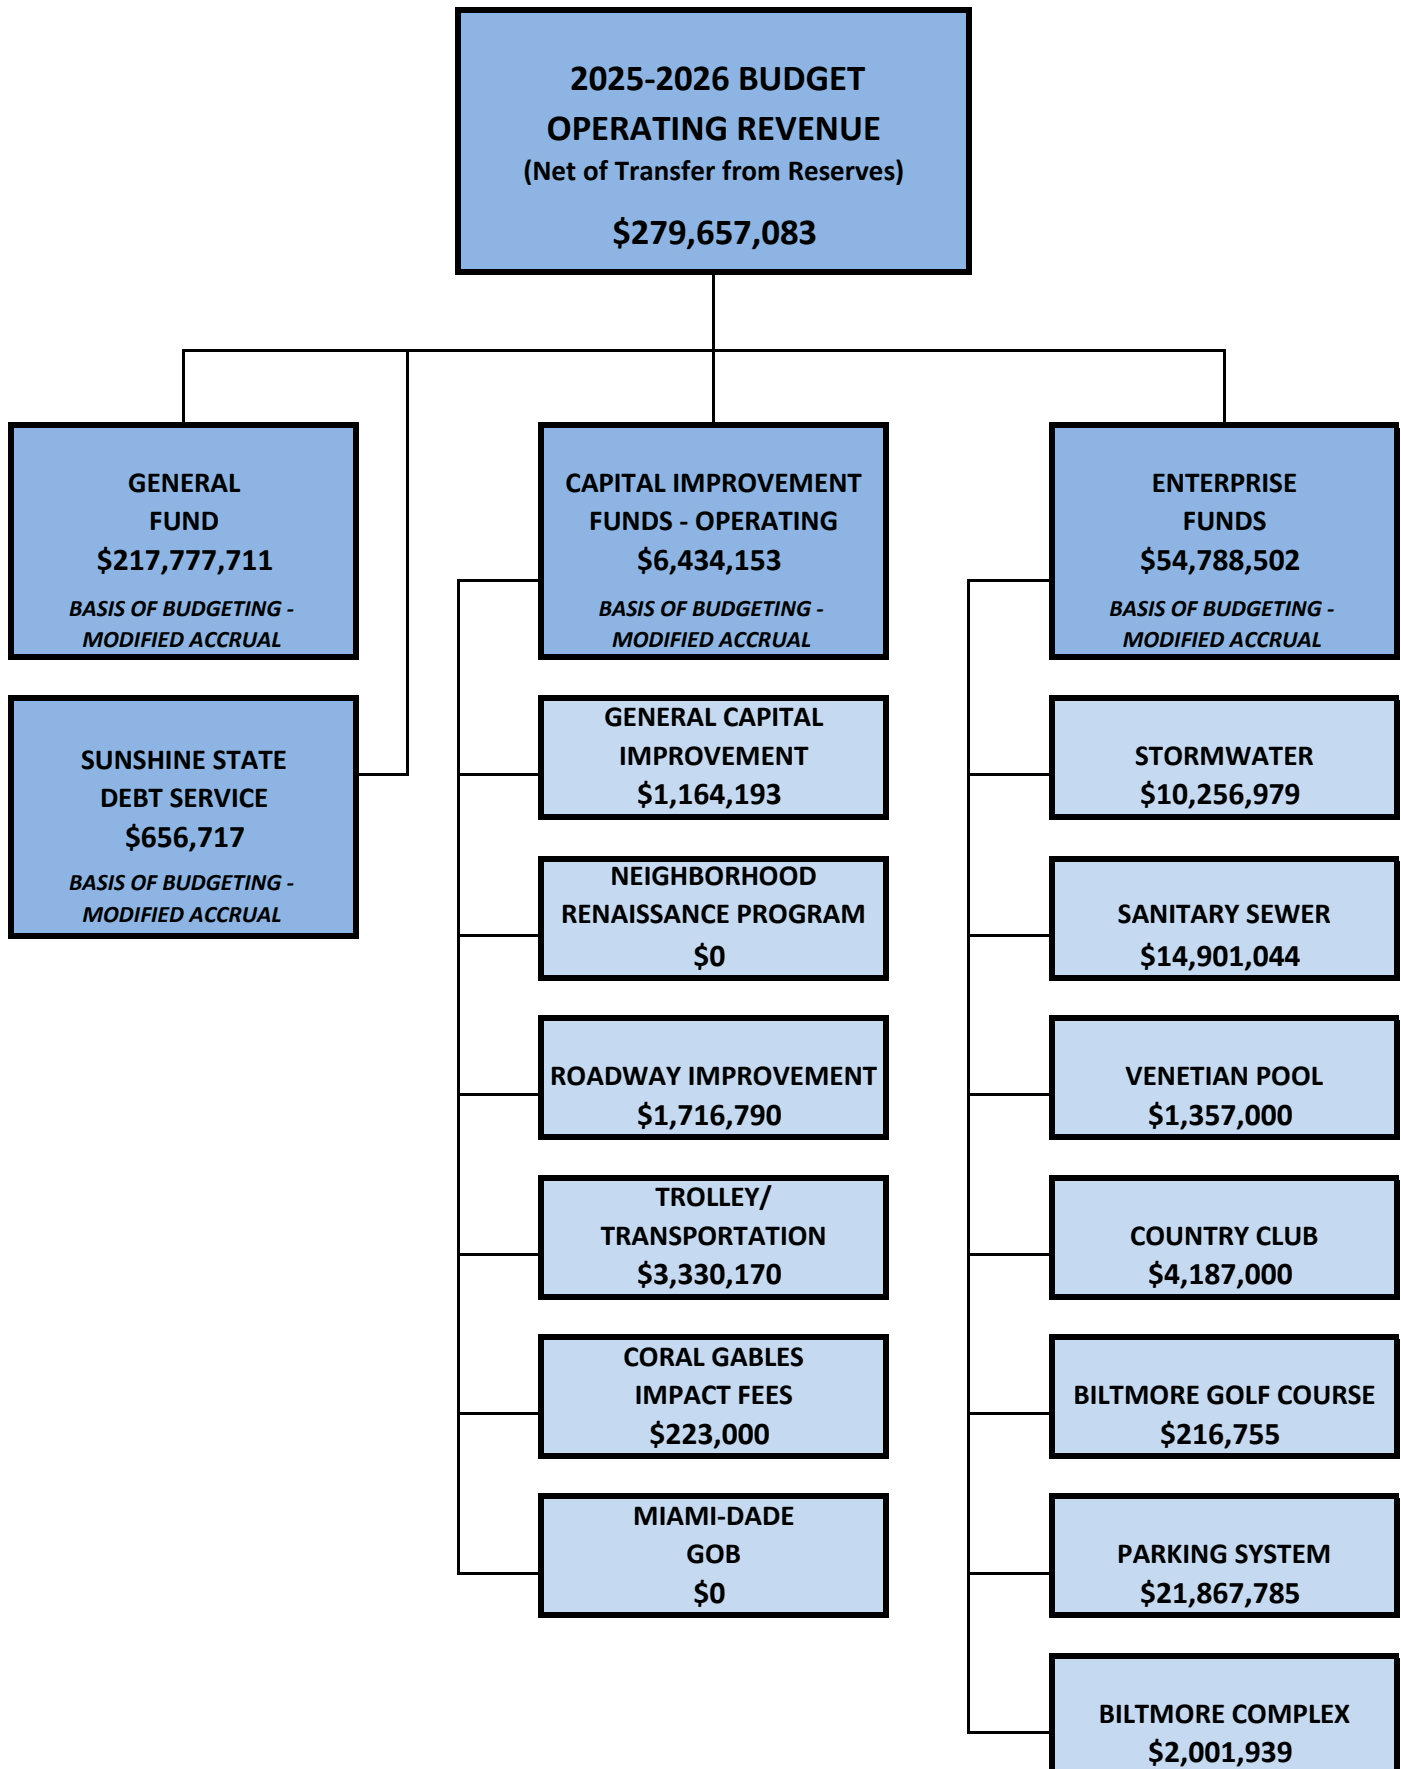 2025-2026 BUDGET
OPERATING REVENUE
(Net of Transfer from Reserves)
$279,657,083
GENERAL
FUND
$217,777,711
BASIS OF BUDGETING -
MODIFIED ACCRUAL
SUNSHINE STATE
DEBT SERVICE
$656,717
BASIS OF BUDGETING -
MODIFIED ACCRUAL
CAPITAL IMPROVEMENT
FUNDS - OPERATING
$6,434,153
BASIS OF BUDGETING -
MODIFIED ACCRUAL
GENERAL CAPITAL
IMPROVEMENT
$1,164,193
NEIGHBORHOOD
RENAISSANCE PROGRAM
$0
ROADWAY IMPROVEMENT
$1,716,790
TROLLEY/
TRANSPORTATION
$3,330,170
CORAL GABLES
IMPACT FEES
$223,000
MIAMI-DADE
GOB
$0
ENTERPRISE
FUNDS
$54,788,502
BASIS OF BUDGETING -
MODIFIED ACCRUAL
STORMWATER
$10,256,979
SANITARY SEWER
$14,901,044
VENETIAN POOL
$1,357,000
COUNTRY CLUB
$4,187,000
BILTMORE GOLF COURSE
$216,755
PARKING SYSTEM
$21,867,785
BILTMORE COMPLEX
$2,001,939